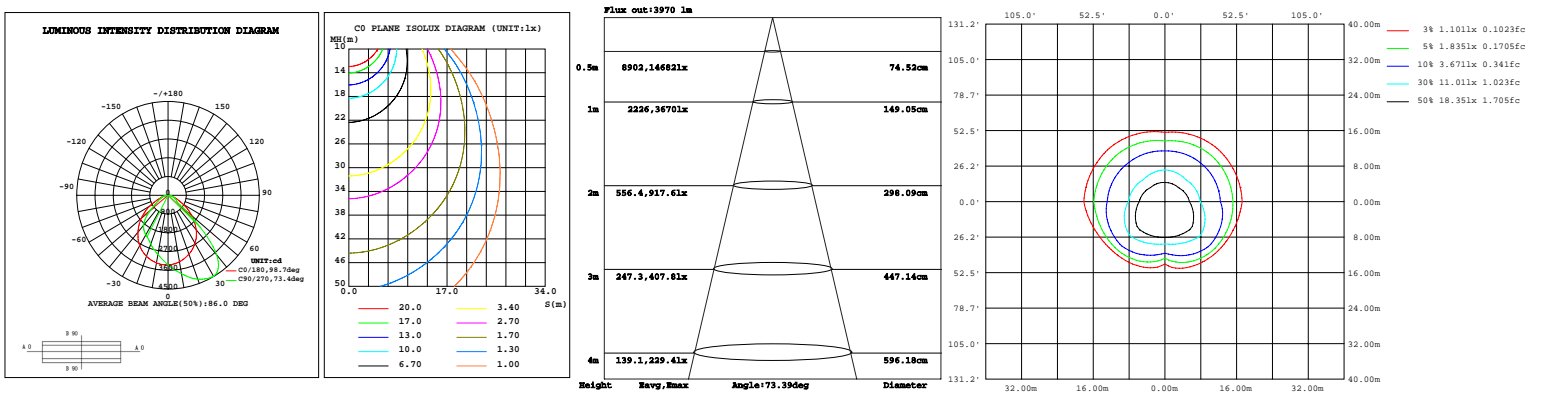 LUMINOUS INTENSITY DISTRIBUTION DIAGRAM
-/+180
-150
150
-120
120
-90
90
-60
60
-30
30
0
0
800
1800
2700
3600
4500
UNIT:cd
C0/180,98.7deg
C90/270,73.4deg
AVERAGE BEAM ANGLE(50%):86.0 DEG
B 90
A 0
A 0
B 90
C0 PLANE ISOLUX DIAGRAM (UNIT:lx)
MH(m)
10
14
18
22
26
30
34
38
42
46
50
0.0 17.0 34.0
S(m)
20.0 3.40
17.0 2.70
13.0 1.70
10.0 1.30
6.70 1.00
Flux out:3970 lm
0.5m 8902,14682lx 74.52cm
1m 2226,3670lx 149.05cm
2m 556.4,917.6lx 298.09cm
3m 247.3,407.8lx 447.14cm
4m 139.1,229.4lx 596.18cm
Height Eavg,Emax Angle:73.39deg Diameter
105.0' 52.5' 0.0' 52.5' 105.0'
131.2' 40.00m
105.0' 32.00m
78.7' 24.00m
52.5' 16.00m
26.2' 8.00m
0.0' 0.00m
26.2' 8.00m
52.5' 16.00m
78.7' 24.00m
105.0' 32.00m
131.2' 40.00m
32.00m 16.00m 0.00m 16.00m 32.00m
3% 1.101lx 0.1023fc
5% 1.835lx 0.1705fc
10% 3.671lx 0.341fc
30% 11.01lx 1.023fc
50% 18.35lx 1.705fc